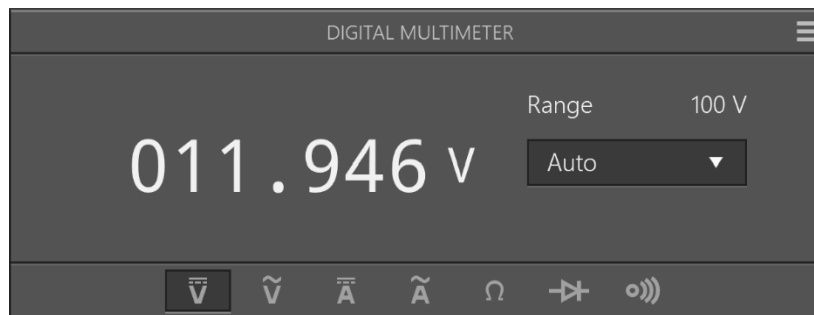 DIGITAL MULTIMETER
Range 100 V
011.946 V
Auto
V V A A Ω